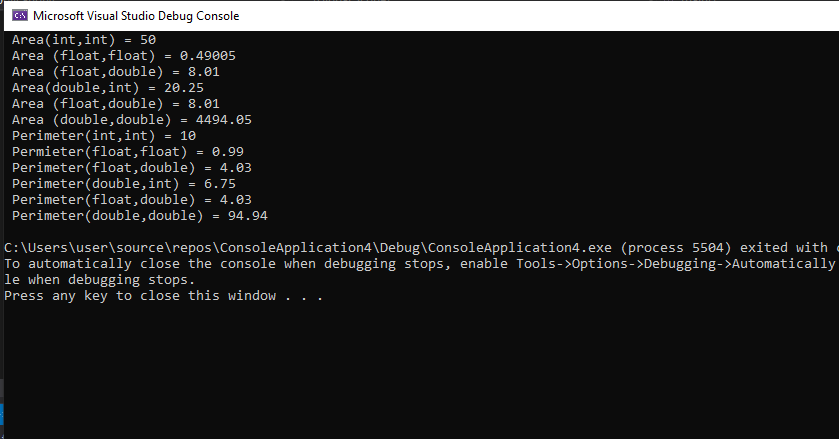 Microsoft Visual Studio Debug Console
Area(int,int) = 50
Area (float,float) = 0.49005
Area (float,double) = 8.01
Area(double,int) = 20.25
Area (float,double) = 8.01
Area (double,double) = 4494.05
Perimeter(int,int) = 10
Permieter(float,float) = 0.99
Perimeter(float,double) = 4.03
Perimeter(double,int) = 6.75
Perimeter(float,double) = 4.03
Perimeter(double,double) = 94.94
C:\Users\user\source\repos\ConsoleApplication4\Debug\ConsoleApplication4.exe (process 5504) exited with
To automatically close the console when debugging stops, enable Tools->Options->Debugging->Automatically
le when debugging stops.
Press any key to close this window . . .